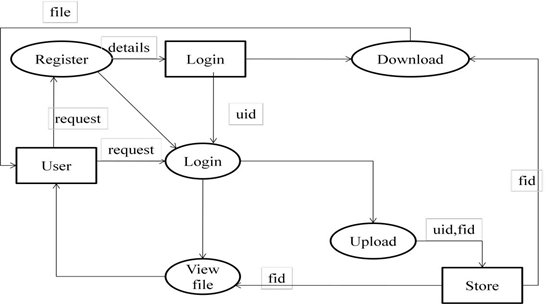 file
details
Register
Login
Download
request
uid
request
User
Login
fid
uid,fid
Upload
View
file
fid
Store